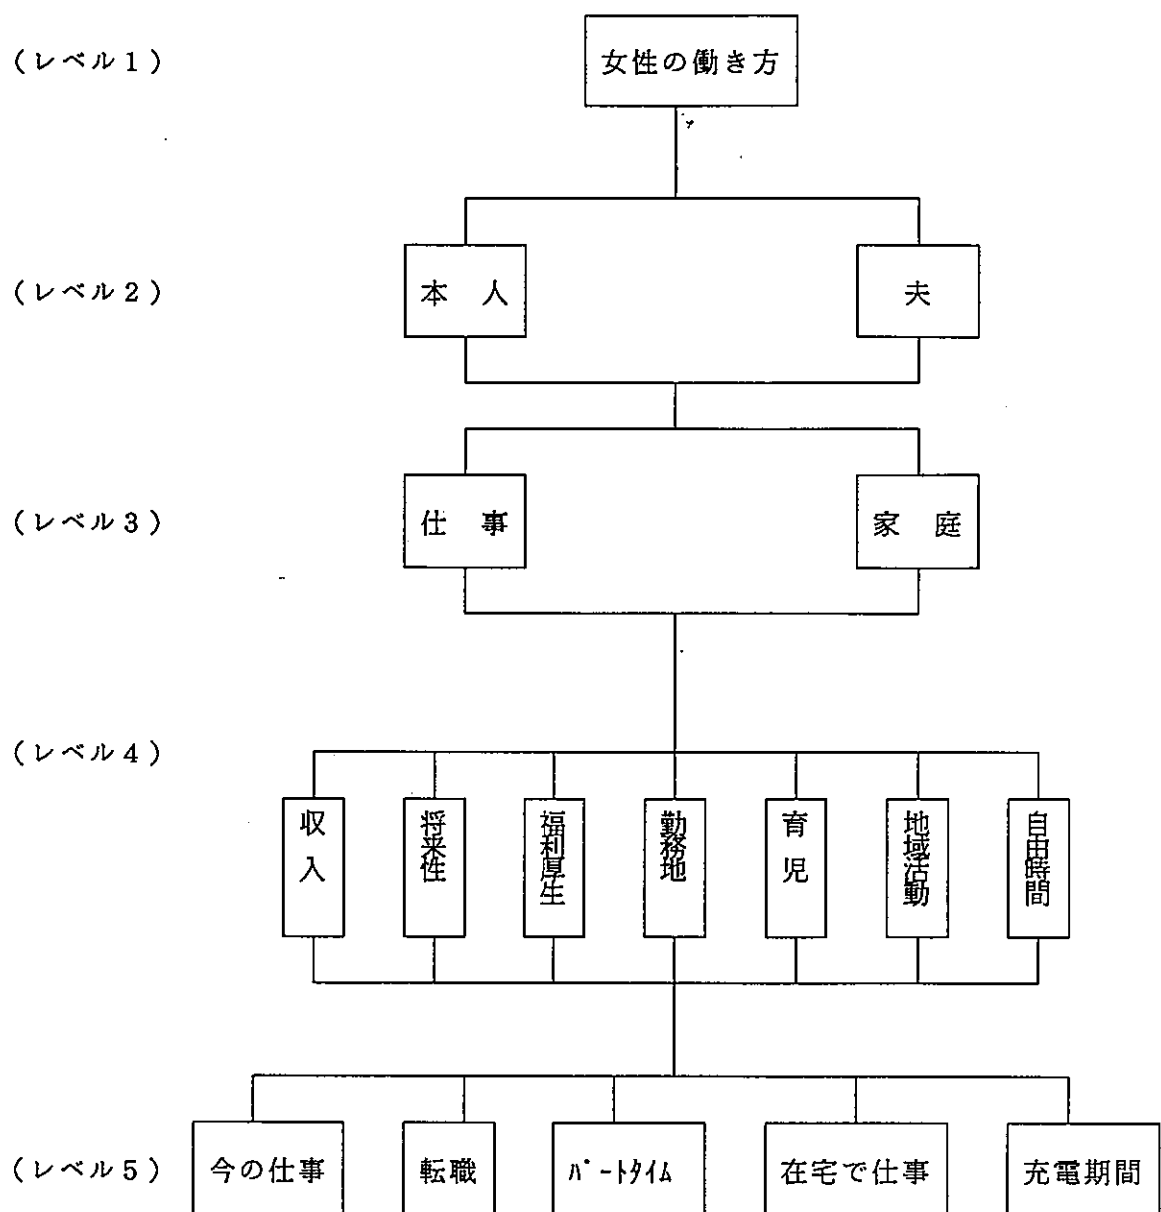 (レベル1)
女性の働き方
(レベル2)
本 人
夫
(レベル3)
仕 事
家 庭
(レベル4)
収入
将来性
福利厚生
勤務地
育児
地域活動
自由時間
(レベル5)
今の仕事
転職
パートタイム
在宅で仕事
充電期間